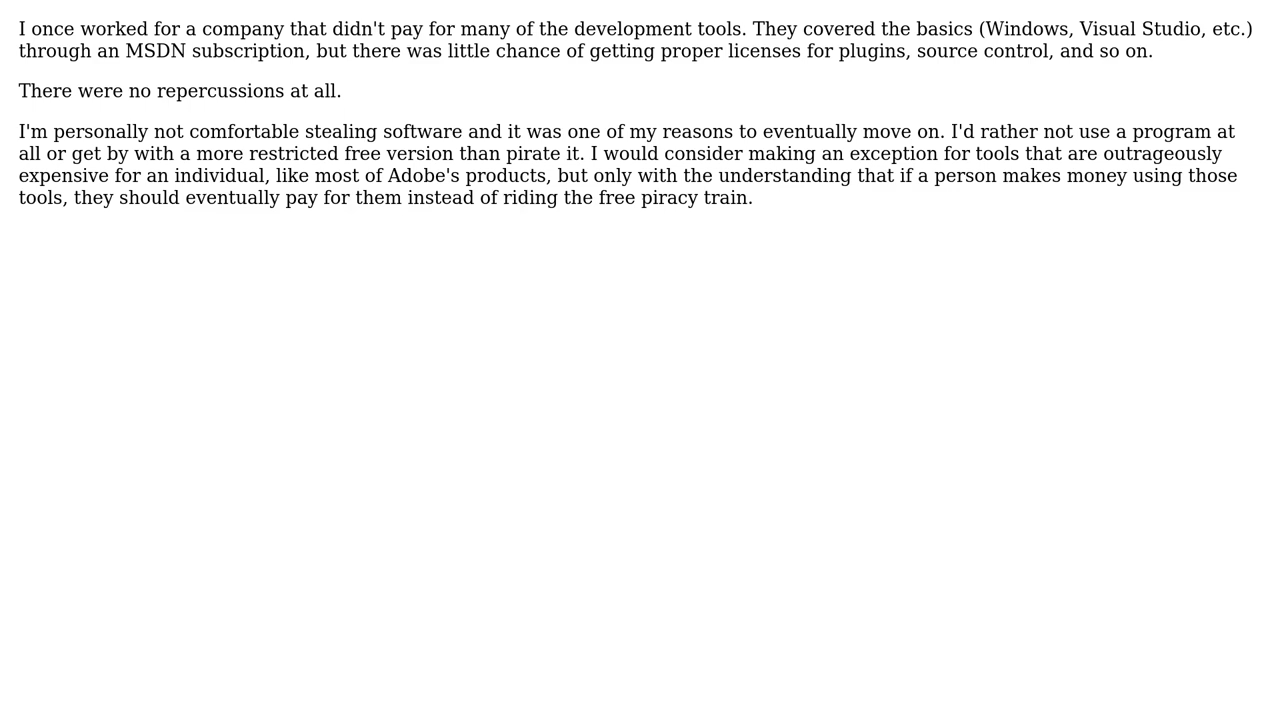 I once worked for a company that didn't pay for many of the development tools. They covered the basics (Windows, Visual Studio, etc.)
through an MSDN subscription, but there was little chance of getting proper licenses for plugins, source control, and so on.
There were no repercussions at all.
I'm personally not comfortable stealing software and it was one of my reasons to eventually move on. I'd rather not use a program at
all or get by with a more restricted free version than pirate it. I would consider making an exception for tools that are outrageously
expensive for an individual, like most of Adobe's products, but only with the understanding that if a person makes money using those
tools, they should eventually pay for them instead of riding the free piracy train.